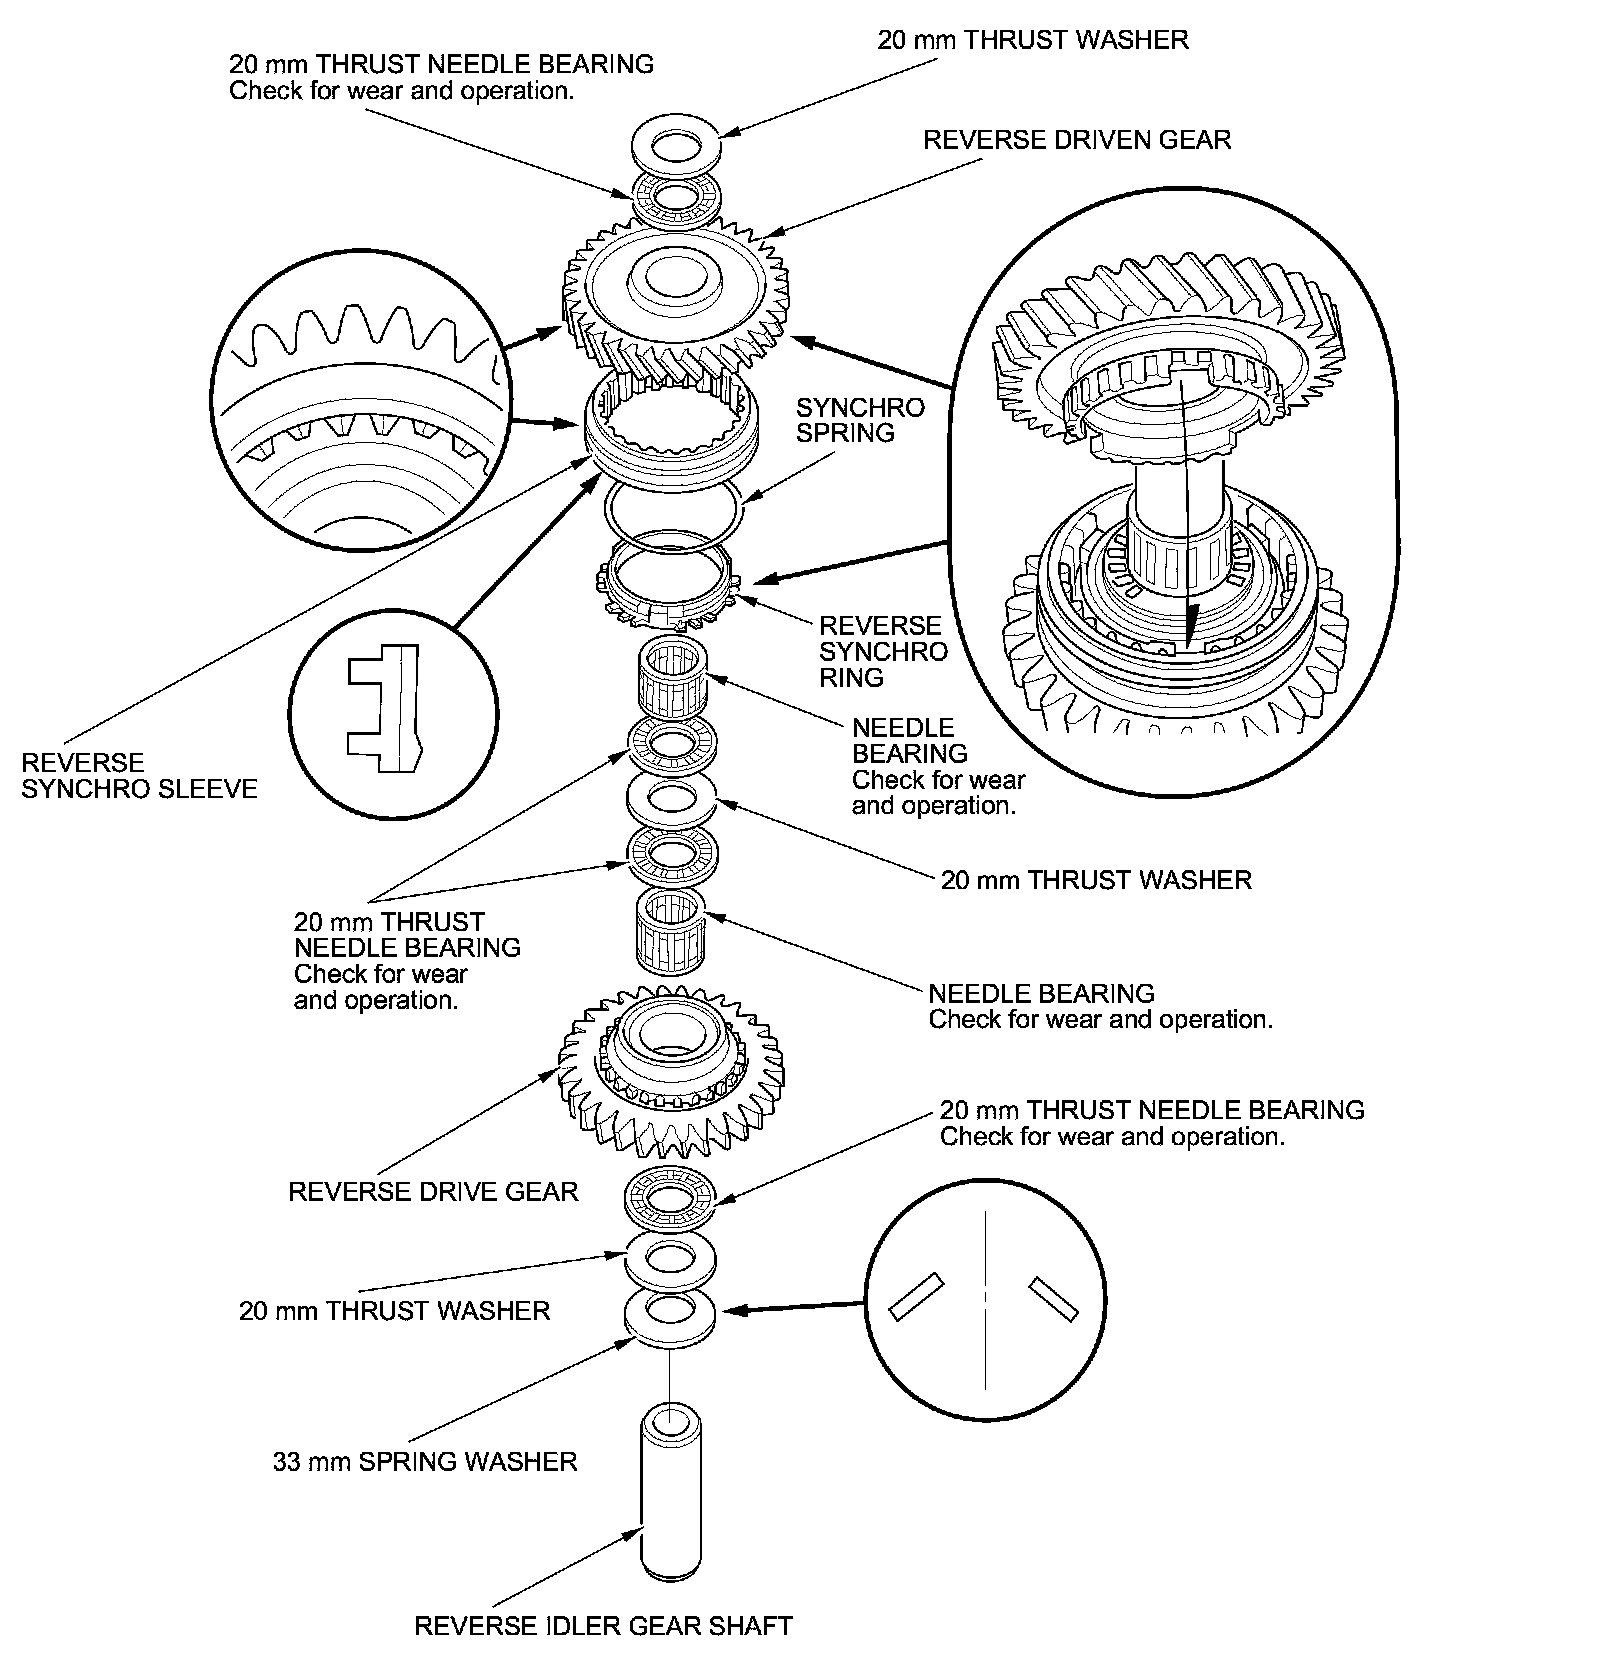 20 mm THRUST WASHER
20 mm THRUST NEEDLE BEARING
Check for wear and operation.
REVERSE DRIVEN GEAR
SYNCHRO
SPRING
REVERSE
SYNCHRO
RING
NEEDLE
BEARING
Check for wear
and operation.
REVERSE
SYNCHRO SLEEVE
20 mm THRUST WASHER
20 mm THRUST
NEEDLE BEARING
Check for wear
and operation.
NEEDLE BEARING
Check for wear and operation.
20 mm THRUST NEEDLE BEARING
Check for wear and operation.
REVERSE DRIVE GEAR
20 mm THRUST WASHER
33 mm SPRING WASHER
REVERSE IDLER GEAR SHAFT